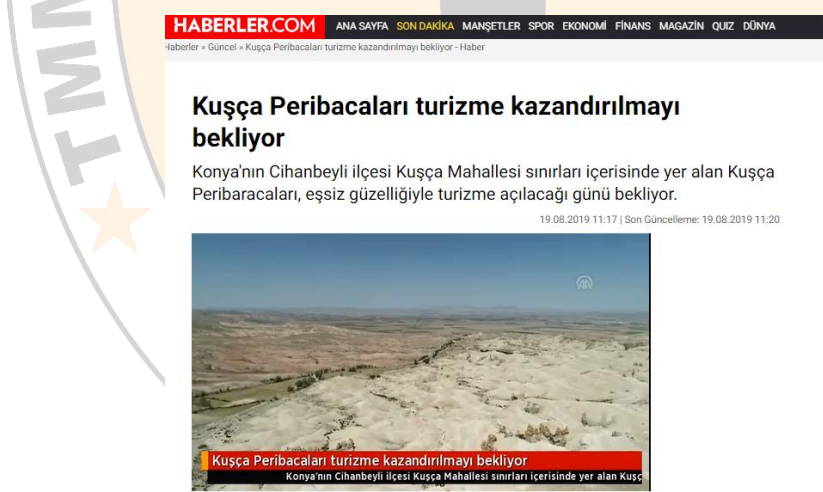 TMM
HABERLER.COM ANA SAYFA SON DAKİKA MANŞETLER SPOR EKONOMİ FİNANS MAGAZİN QUIZ DÜNYA
Haberler » Güncel » Kuşça Peribacaları turizme kazandırılmayı bekliyor - Haber
Kuşça Peribacaları turizme kazandırılmayı
bekliyor
Konya'nın Cihanbeyli ilçesi Kuşça Mahallesi sınırları içerisinde yer alan Kuşça
Peribaracaları, eşsiz güzelliğiyle turizme açılacağı günü bekliyor.
19.08.2019 11:17 | Son Güncelleme: 19.08.2019 11:20
AA
Kuşça Peribacaları turizme kazandırılmayı bekliyor
Konya'nın Cihanbeyli ilçesi Kuşça Mahallesi sınırları içerisinde yer alan Kuşç